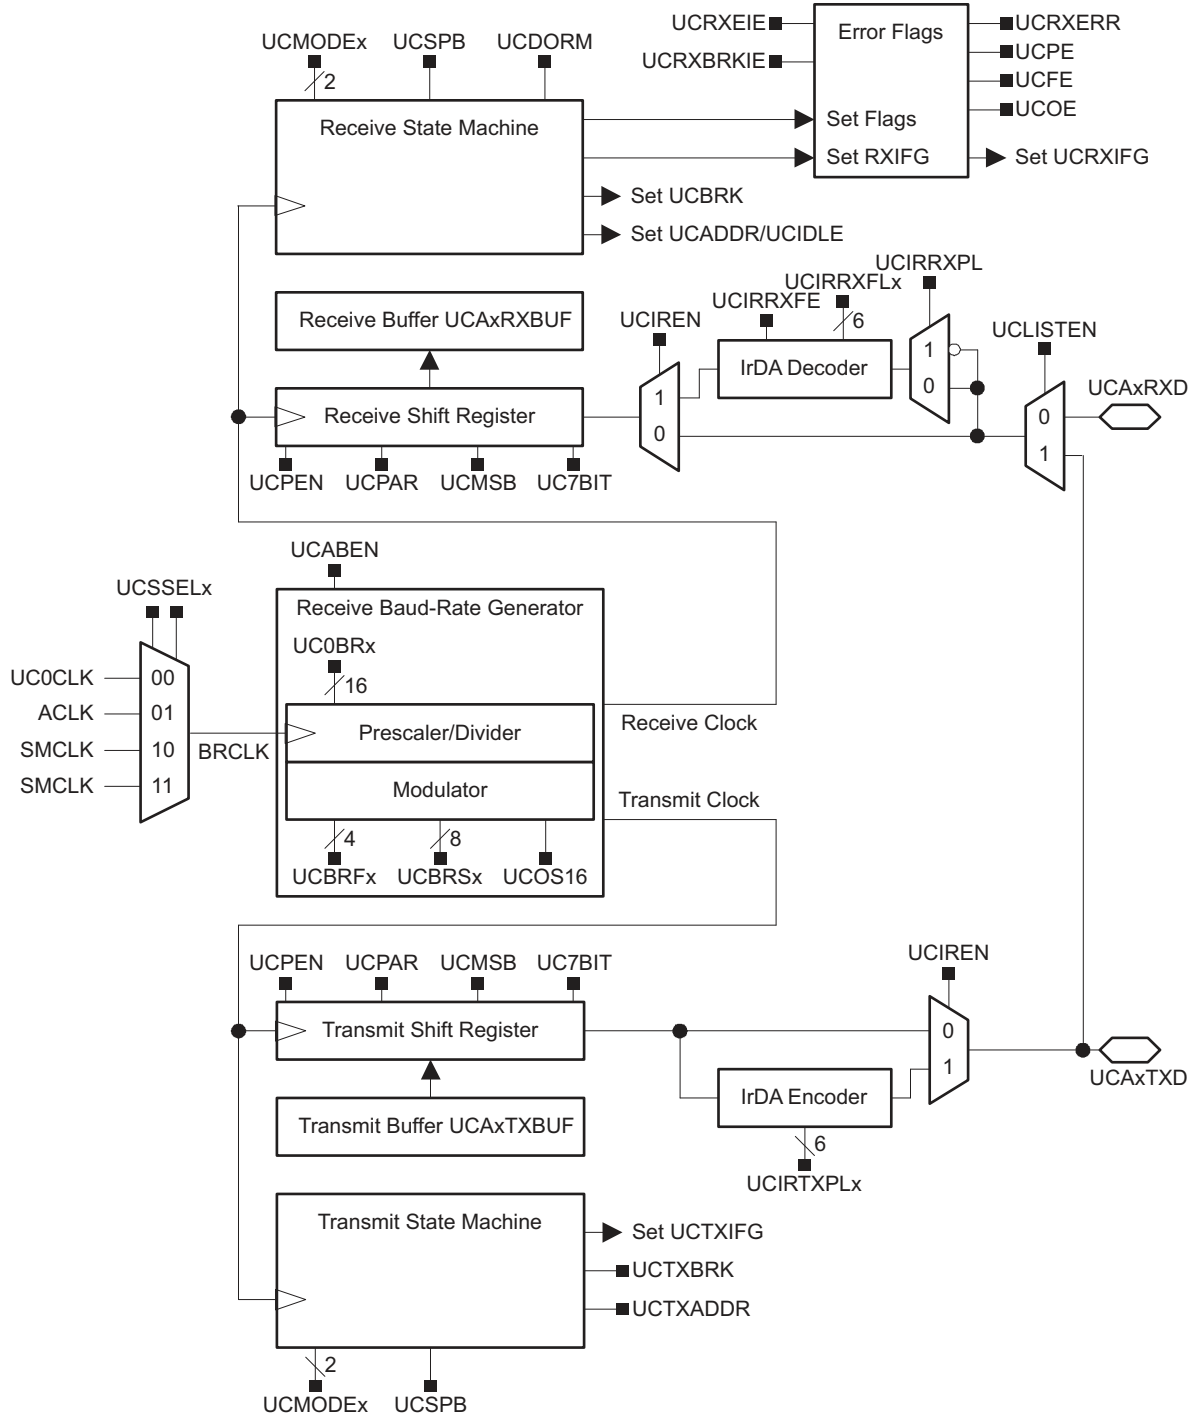 UCMODEx
UCSPB
UCDORM
2
Receive State Machine
UCRXEIE
UCRXBRKIE
Error Flags
Set Flags
Set RXIFG
UCRXERR
UCPE
UCFE
UCOE
Set UCRXIFG
Set UCBRK
Set UCADDR/UCIDLE
Receive Buffer UCAxRXBUF
Receive Shift Register
UCPEN
UCPAR
UCMSB
UC7BIT
UCIREN
1
0
UCIRRXFE
UCIRRXFLx
6
IrDA Decoder
UCIRRXPL
1
0
UCLISTEN
0
1
UCAxRXD
UCABEN
Receive Baud-Rate Generator
UC0BRx
16
UCSSELx
UC0CLK
ACLK
SMCLK
SMCLK
00
01
10
11
BRCLK
Prescaler/Divider
Modulator
Receive Clock
Transmit Clock
4
8
UCBRFx
UCBRSx
UCOS16
UCPEN
UCPAR
UCMSB
UC7BIT
Transmit Shift Register
UCIREN
0
1
UCAxTXD
IrDA Encoder
6
UCIRTXPLx
Transmit Buffer UCAxTXBUF
Transmit State Machine
Set UCTXIFG
UCTXBRK
UCTXADDR
2
UCMODEx
UCSPB